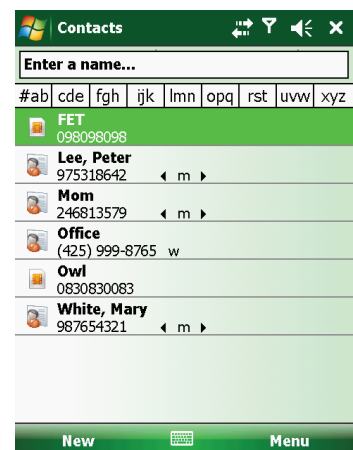 Contacts
Enter a name...
#ab cde fgh ijk lmn opq rst uvw xyz
FET
098098098
Lee, Peter
975318642 m
Mom
246813579 m
Office
(425) 999-8765 w
Owl
0830830083
White, Mary
987654321 m
New Menu